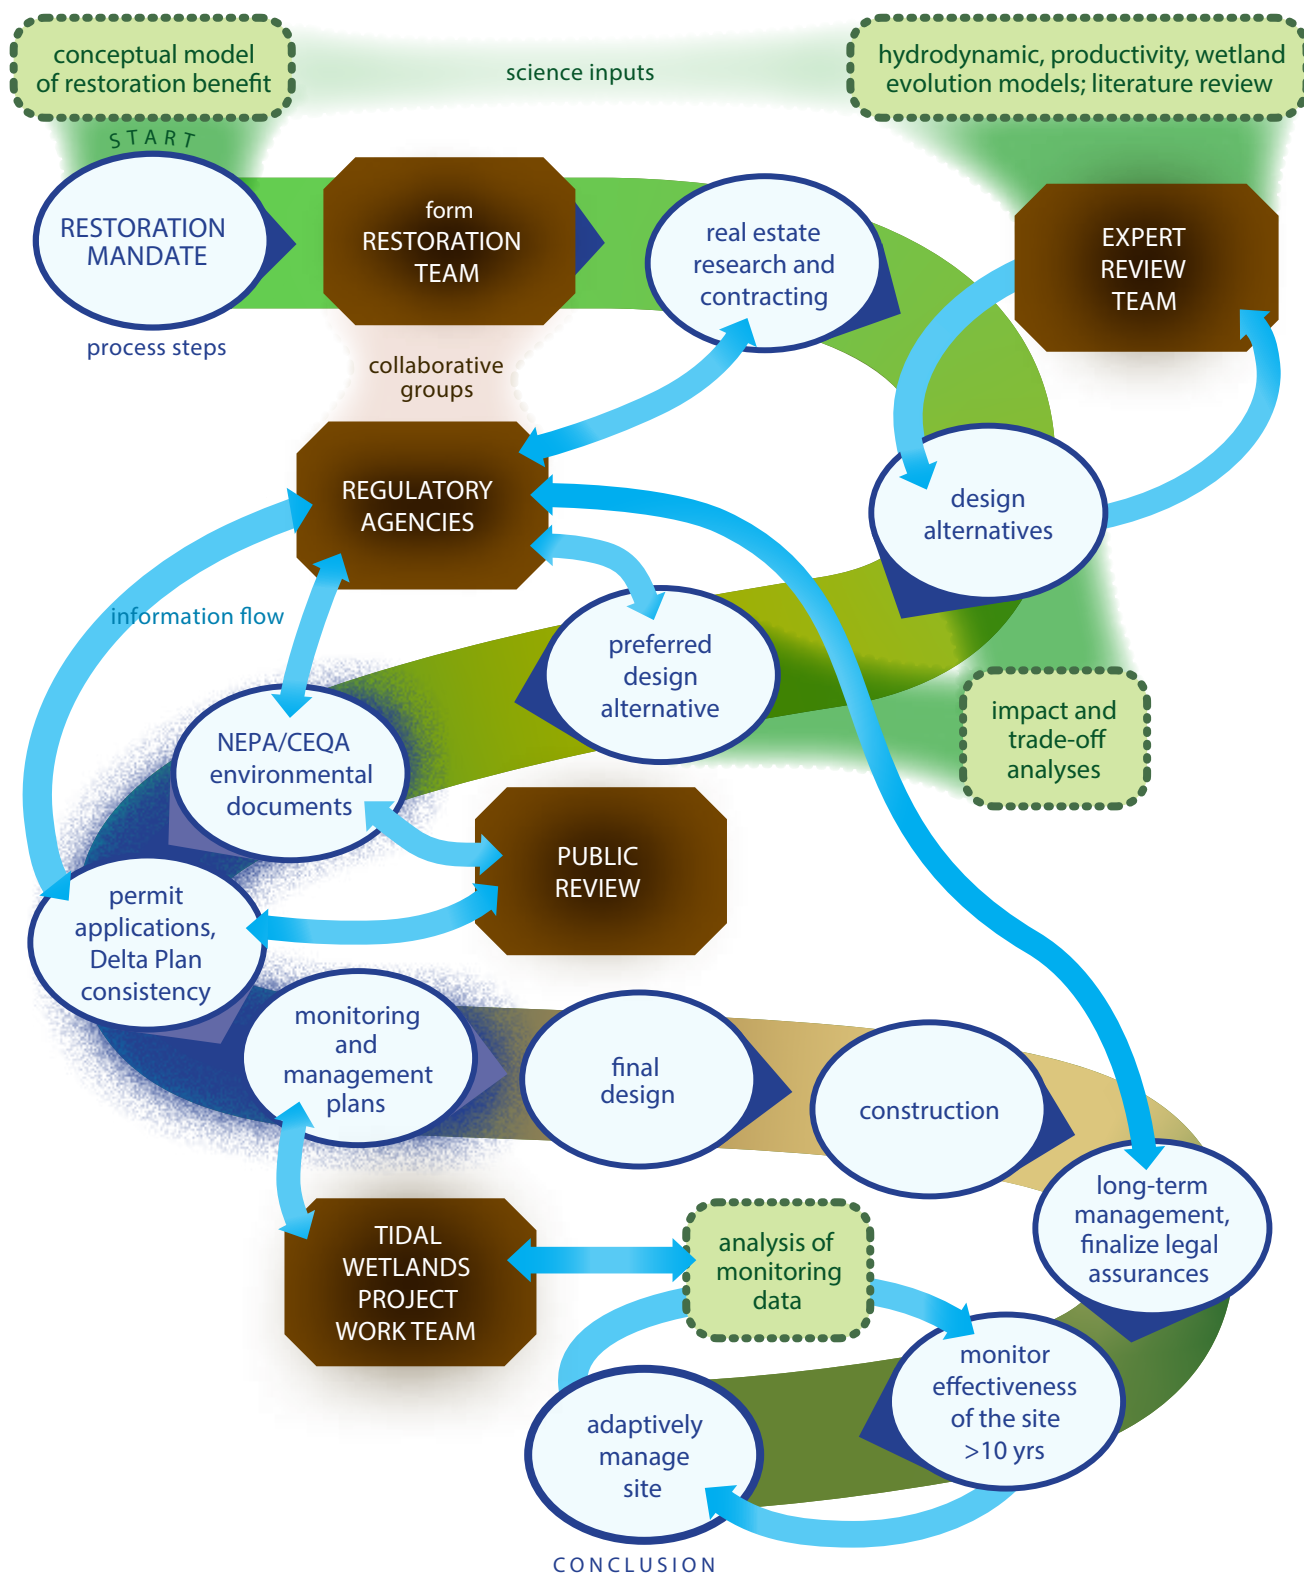 conceptual model
of restoration benefit
science inputs
hydrodynamic, productivity, wetland
evolution models; literature review
START
RESTORATION
MANDATE
process steps
form
RESTORATION
TEAM
real estate
research and
contracting
EXPERT
REVIEW
TEAM
collaborative
groups
REGULATORY
AGENCIES
design
alternatives
information flow
preferred
design
alternative
impact and
trade-off
analyses
NEPA/CEQA
environmental
documents
PUBLIC
REVIEW
permit
applications,
Delta Plan
consistency
monitoring
and
management
plans
final
design
construction
long-term
management,
finalize legal
assurances
TIDAL
WETLANDS
PROJECT
WORK TEAM
analysis of
monitoring
data
monitor
effectiveness
of the site
>10 yrs
adaptively
manage
site
CONCLUSION